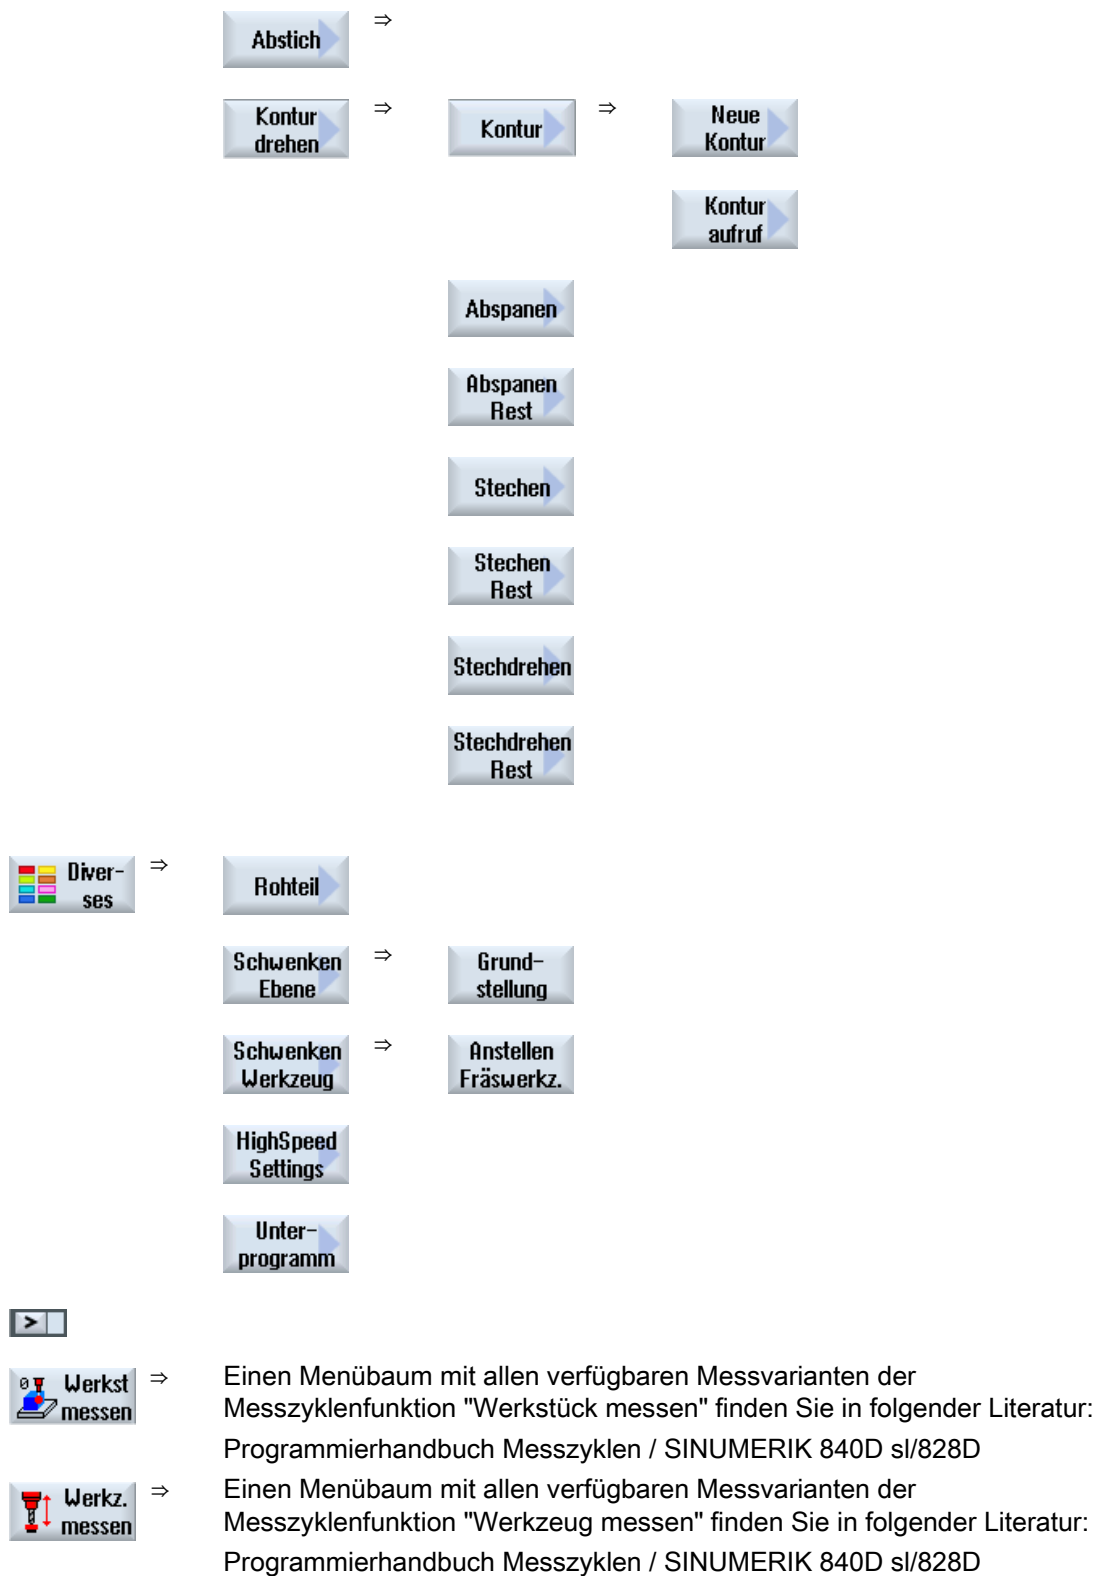 Abstich ⇒
Kontur drehen ⇒ Kontur ⇒ Neue Kontur
Kontur aufruf
Abspanen
Abspanen Rest
Stechen
Stechen Rest
Stechdrehen
Stechdrehen Rest
Diver- ses ⇒ Rohteil
Schwenken Ebene ⇒ Grund- stellung
Schwenken Werkzeug ⇒ Anstellen Fräswerkz.
HighSpeed Settings
Unter- programm
>
Werkst messen ⇒ Einen Menübaum mit allen verfügbaren Messvarianten der
Messzyklenfunktion "Werkstück messen" finden Sie in folgender Literatur:
Programmierhandbuch Messzyklen / SINUMERIK 840D sl/828D
Werkz. messen ⇒ Einen Menübaum mit allen verfügbaren Messvarianten der
Messzyklenfunktion "Werkzeug messen" finden Sie in folgender Literatur:
Programmierhandbuch Messzyklen / SINUMERIK 840D sl/828D